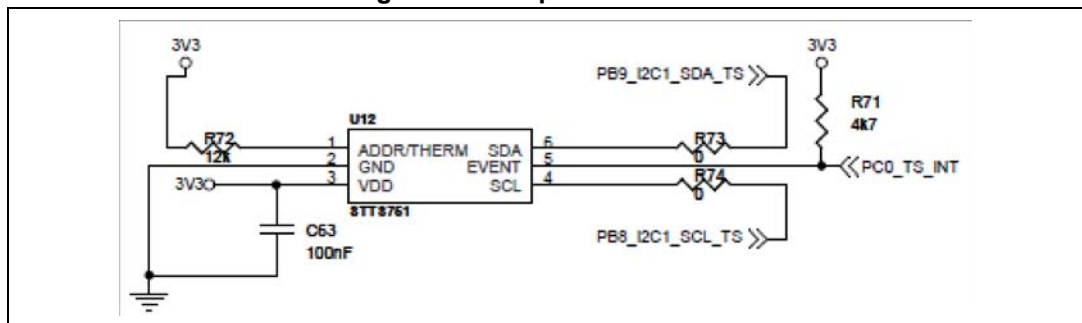 3V3
3V3
PB9_I2C1_SDA_TS
R71
4k7
U12
R72
12k
1
2
3
ADDR/THERM
GND
VDD
SDA
EVENT
SCL
6
5
4
R73
0
R74
0
PC0_TS_INT
3V3
STTS751
C63
100nF
PB8_I2C1_SCL_TS